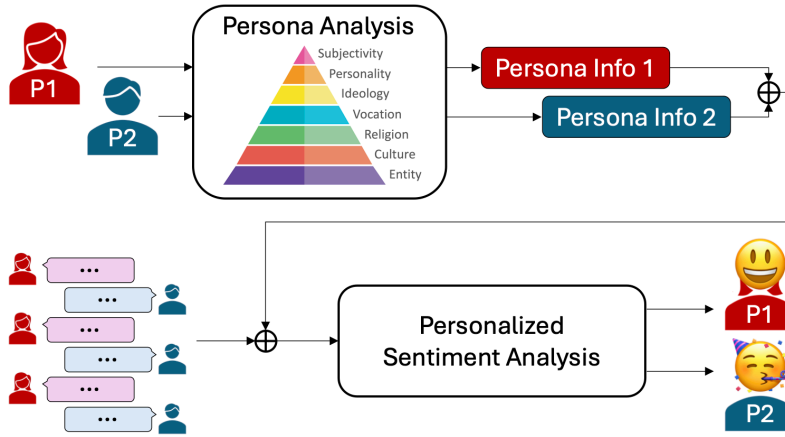 Persona Analysis
Subjectivity
Personality
Ideology
Vocation
Religion
Culture
Entity
P1
P2
Persona Info 1
Persona Info 2
...
...
...
...
...
...
Personalized
Sentiment Analysis
P1
P2